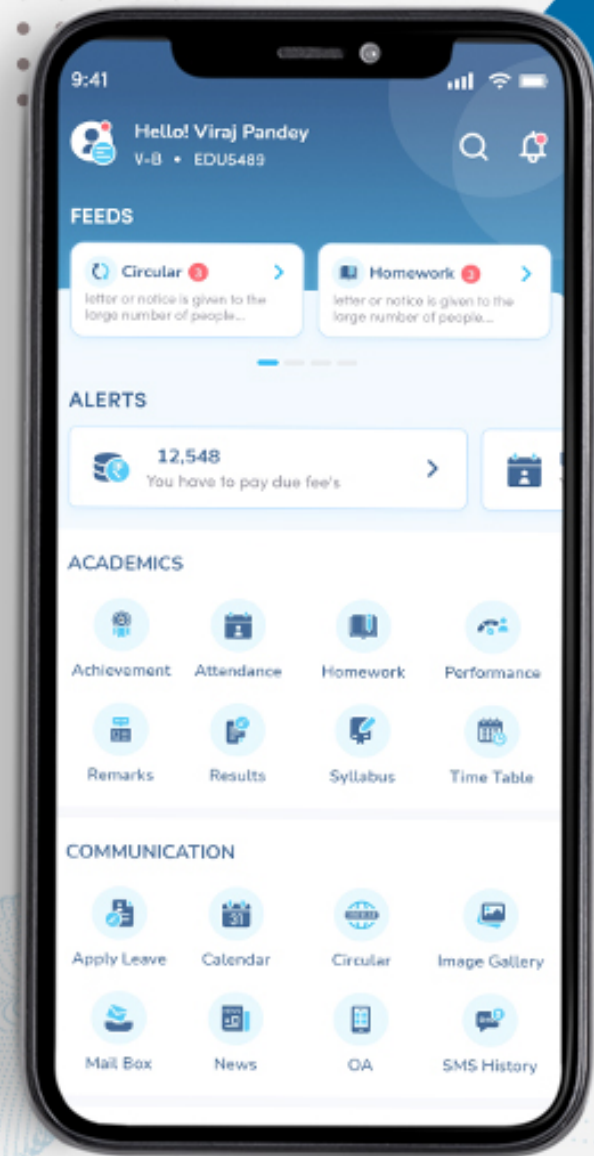 9:41
Hello! Viraj Pandey
V-B • EDU5489
FEEDS
Circular 3
letter or notice is given to the
large number of people...
Homework 3
letter or notice is given to the
large number of people...
ALERTS
12,548
You have to pay due fee's
ACADEMICS
Achievement Attendance Homework Performance
Remarks Results Syllabus Time Table
COMMUNICATION
31
Apply Leave Calendar Circular Image Gallery
NEWS
Mail Box News OA SMS History